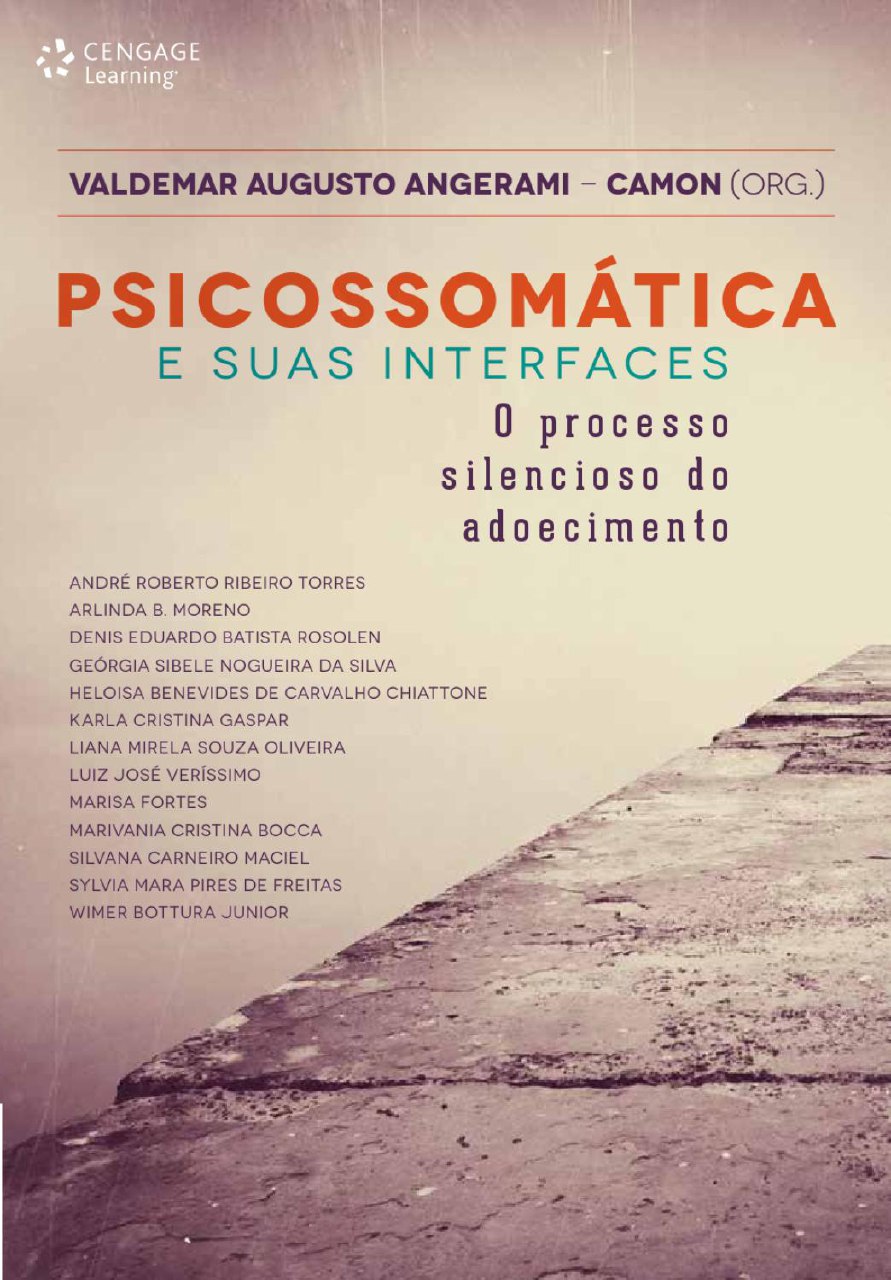 CENGAGE
Learning
VALDEMAR AUGUSTO ANGERAMI – CAMON (ORG.)
PSICOSSOMÁTICA
E SUAS INTERFACES
O processo
silencioso do
adoecimento
ANDRÉ ROBERTO RIBEIRO TORRES
ARLINDA B. MORENO
DENIS EDUARDO BATISTA ROSOLEN
GEÓRGIA SIBELE NOGUEIRA DA SILVA
HELOISA BENEVIDES DE CARVALHO CHIATTONE
KARLA CRISTINA GASPAR
LIANA MIRELA SOUZA OLIVEIRA
LUIZ JOSÉ VERÍSSIMO
MARISA FORTES
MARIVANIA CRISTINA BOCCA
SILVANA CARNEIRO MACIEL
SYLVIA MARA PIRES DE FREITAS
WIMER BOTTURA JUNIOR